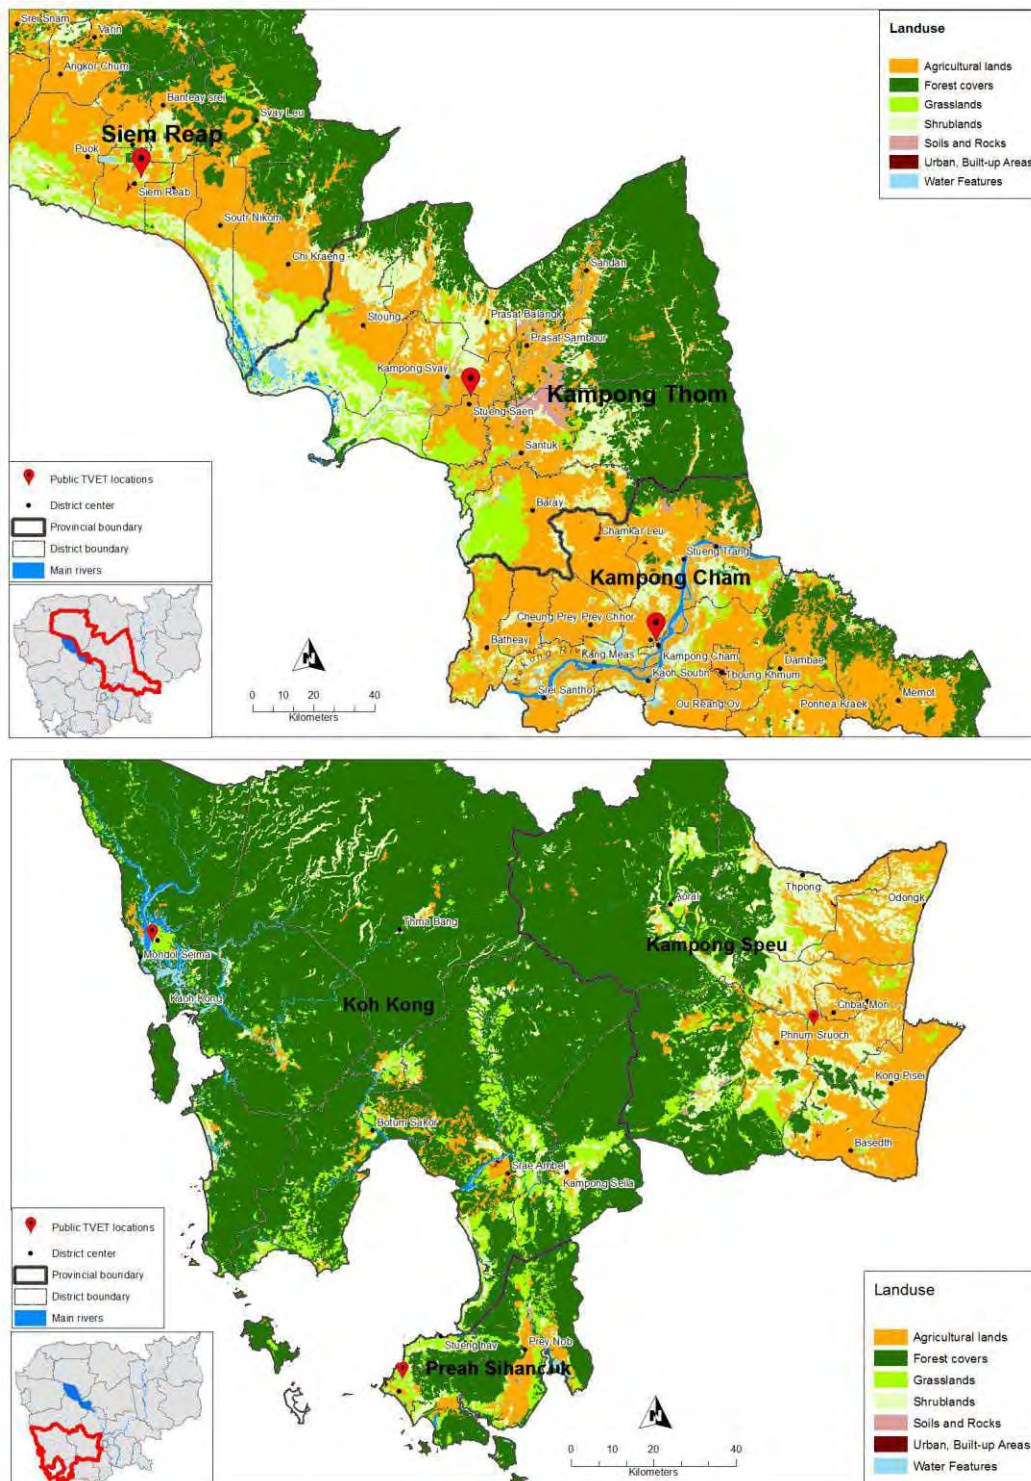 Srei Snam
Varin
Angkor Chum
Banteay srei
Svay Leu
Siem Reap
Puok
Siem Reab
Soutr Nikom
Chi Kraeng
Stoung
Sandan
Prasat Balangk
Prasat Sambour
Kampong Svay
Kampong Thom
Stueng Saen
Santuk
Baray
Chamkar Leu
Stueng Trang
Kampong Cham
Cheung Prey
Prey Chhor
Batheay
Kang Meas
Kampong Cham
Kaoh Soutin
Tboung Khmum
Dambae
Srei Santhor
Ou Reang Ov
Ponhea Kraek
Memot
Landuse
Agricultural lands
Forest covers
Grasslands
Shrublands
Soils and Rocks
Urban, Built-up Areas
Water Features
Public TVET locations
District center
Provincial boundary
District boundary
Main rivers
N
0 20 40
Kilometers
Thpong
Odongk
Aoral
Thma Bang
Kampong Speu
Mondol Seima
Kaoh Kong
Koh Kong
Chbar Mon
Phnum Sruoch
Kong Pisei
Botum Sakor
Basedth
Srae Ambel
Kampong Seila
Stueng hav
Prey Nob
Preah Sihanouk
Public TVET locations
District center
Provincial boundary
District boundary
Main rivers
N
0 10 20 40
Kilometers
Landuse
Agricultural lands
Forest covers
Grasslands
Shrublands
Soils and Rocks
Urban, Built-up Areas
Water Features